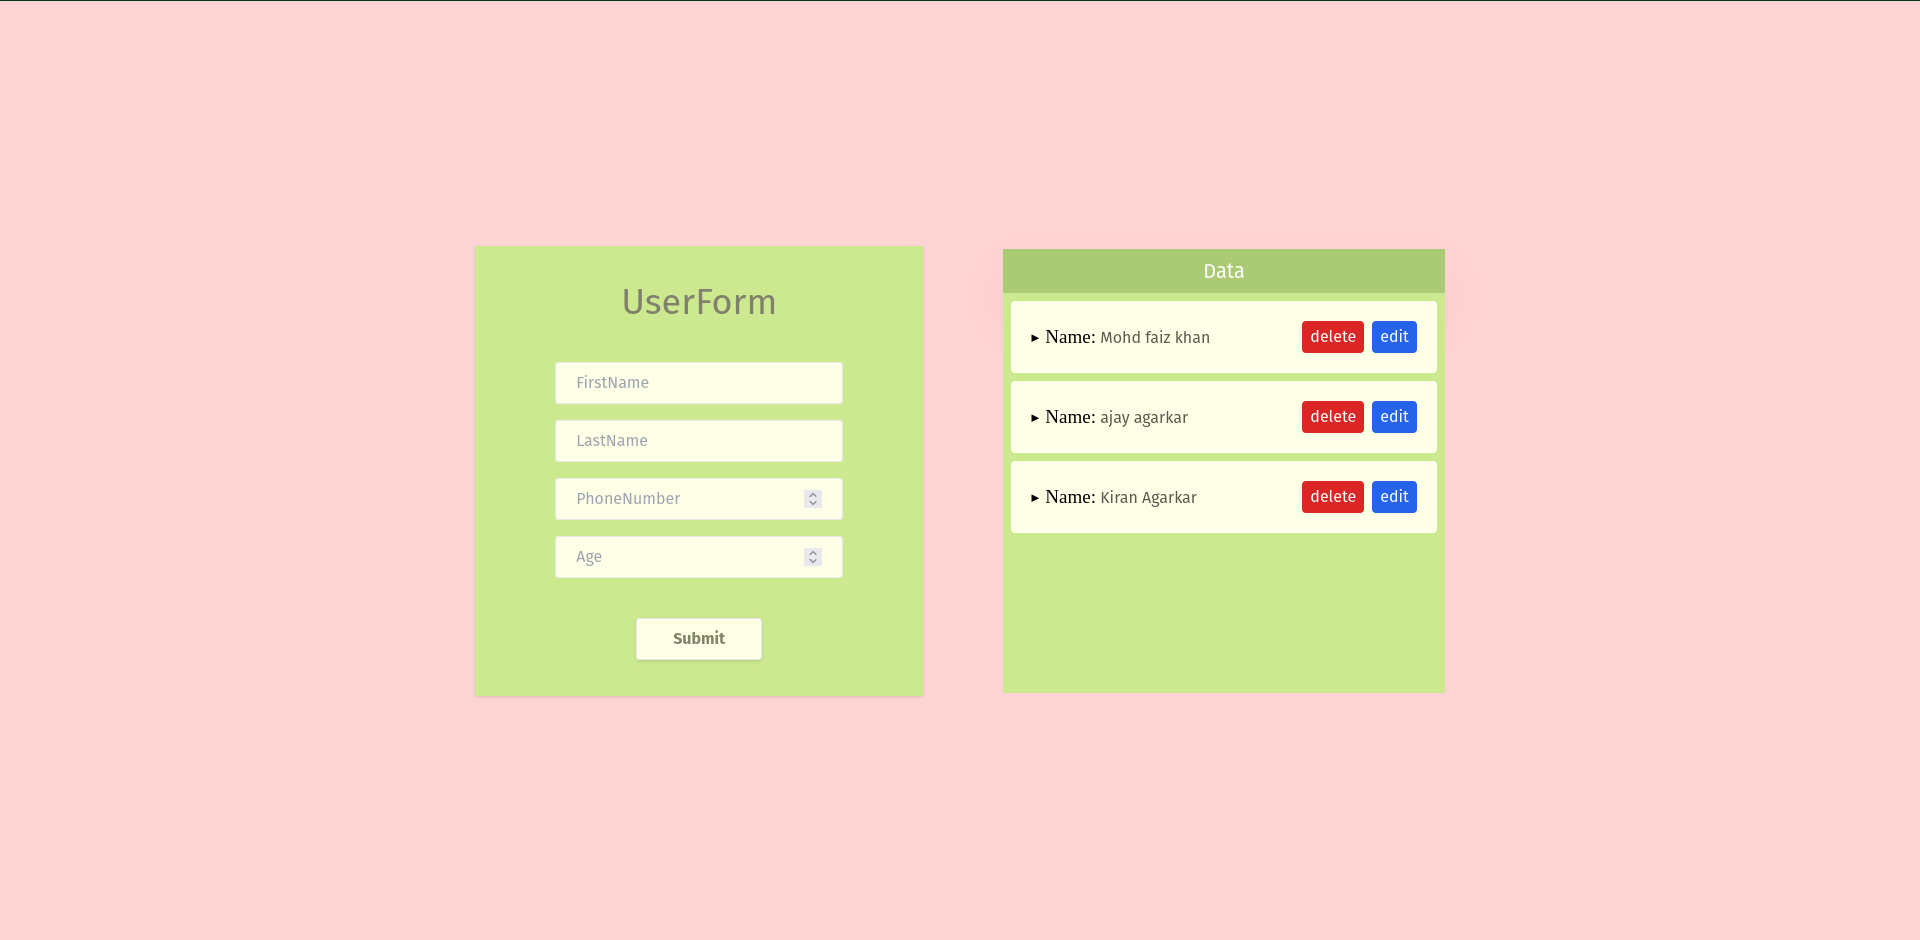 UserForm
FirstName
LastName
PhoneNumber
Age
Submit
Data
Name: Mohd faiz khan delete edit
Name: ajay agarkar delete edit
Name: Kiran Agarkar delete edit